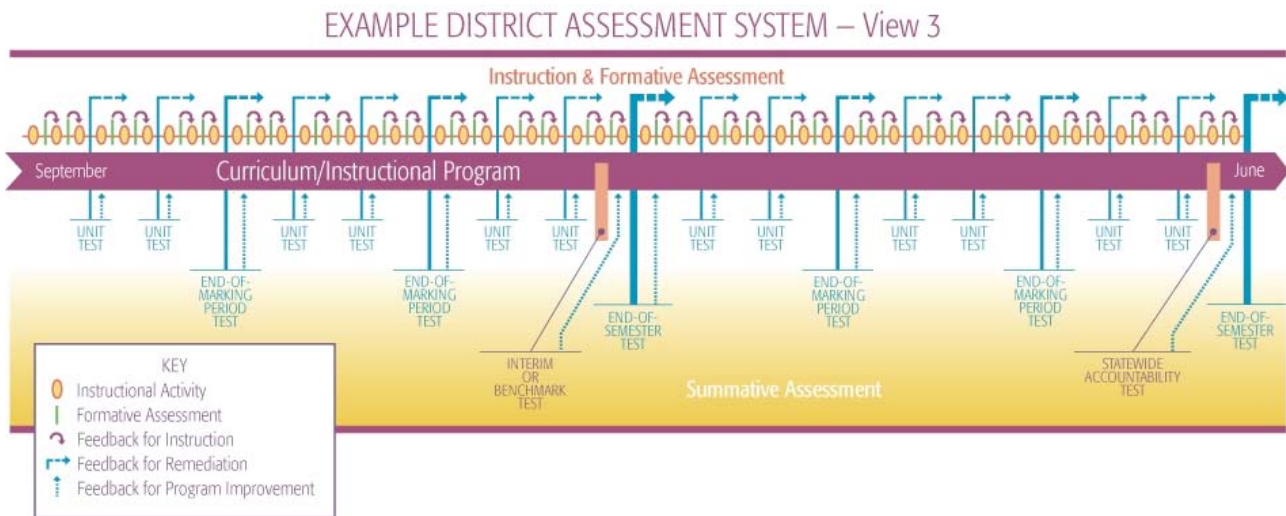 EXAMPLE DISTRICT ASSESSMENT SYSTEM – View 3
Instruction & Formative Assessment
September
Curriculum/Instructional Program
June
UNIT
TEST
UNIT
TEST
UNIT
TEST
UNIT
TEST
UNIT
TEST
UNIT
TEST
UNIT
TEST
UNIT
TEST
UNIT
TEST
UNIT
TEST
UNIT
TEST
UNIT
TEST
END-OF-
MARKING
PERIOD
TEST
END-OF-
MARKING
PERIOD
TEST
END-OF-
SEMESTER
TEST
END-OF-
MARKING
PERIOD
TEST
END-OF-
MARKING
PERIOD
TEST
END-OF-
SEMESTER
TEST
INTERIM
OR
BENCHMARK
TEST
STATEWIDE
ACCOUNTABILITY
TEST
Summative Assessment
KEY
Instructional Activity
Formative Assessment
Feedback for Instruction
Feedback for Remediation
Feedback for Program Improvement